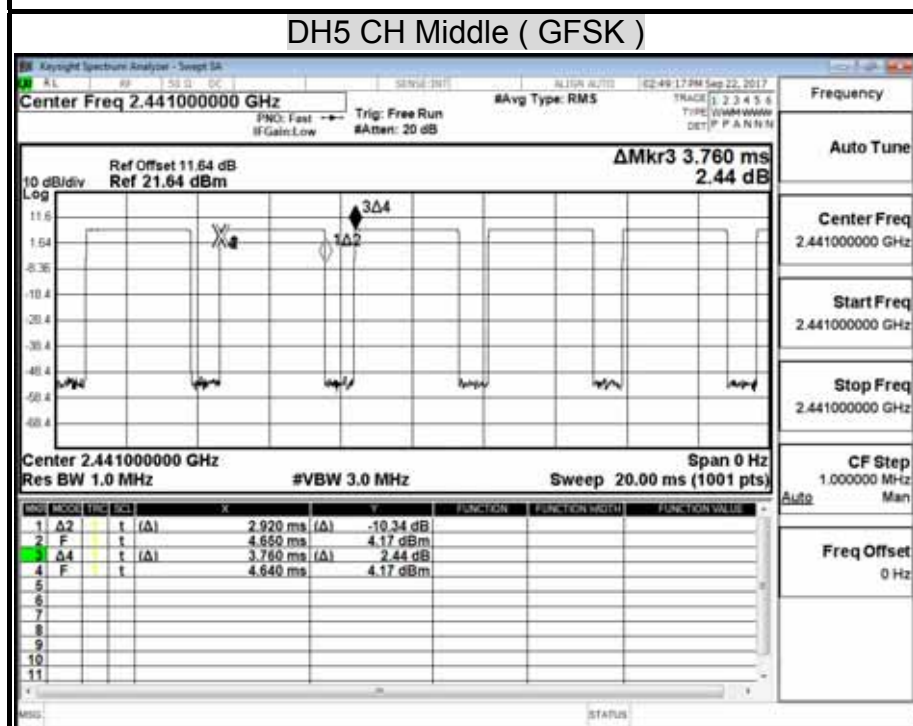 DH5 CH Middle ( GFSK )
Keysight Spectrum Analyzer - Swept SA
RL RF 50 Ω DC SENSE:INT ALIGN AUTO 02:49:17 PM Sep 22, 2017
Center Freq 2.441000000 GHz
PNO: Fast
IFGain:Low
Trig: Free Run
#Atten: 20 dB
#Avg Type: RMS
TRACE 1 2 3 4 5 6
TYPE
DET P P A N N N
ΔMkr3 3.760 ms
2.44 dB
Ref Offset 11.64 dB
10 dB/div Ref 21.64 dBm
Log
11.6
1.64
-8.36
-18.4
-28.4
-38.4
-48.4
-58.4
-68.4
3Δ4
1Δ2
Center 2.441000000 GHz Span 0 Hz
Res BW 1.0 MHz #VBW 3.0 MHz Sweep 20.00 ms (1001 pts)
MKR MODE TRC SCL X Y FUNCTION FUNCTION WIDTH FUNCTION VALUE
1 Δ2 t (Δ) 2.920 ms (Δ) -10.34 dB
2 F t 4.650 ms 4.17 dBm
3 Δ4 t (Δ) 3.760 ms (Δ) 2.44 dB
4 F t 4.640 ms 4.17 dBm
5
6
7
8
9
10
11
MSG STATUS
Frequency
Auto Tune
Center Freq
2.441000000 GHz
Start Freq
2.441000000 GHz
Stop Freq
2.441000000 GHz
CF Step
1.000000 MHz
Auto Man
Freq Offset
0 Hz